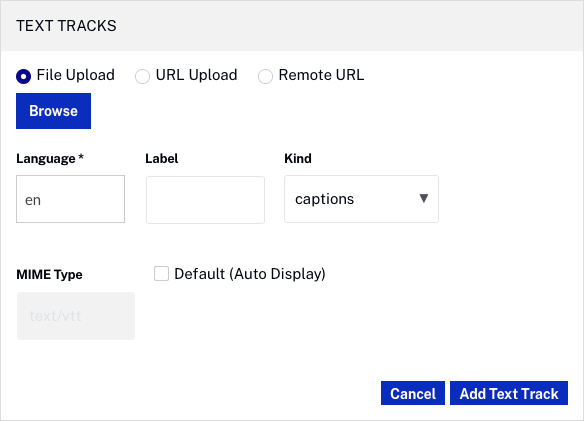 TEXT TRACKS
File Upload URL Upload Remote URL
Browse
Language * Label Kind
en captions
MIME Type Default (Auto Display)
text/vtt
Cancel Add Text Track